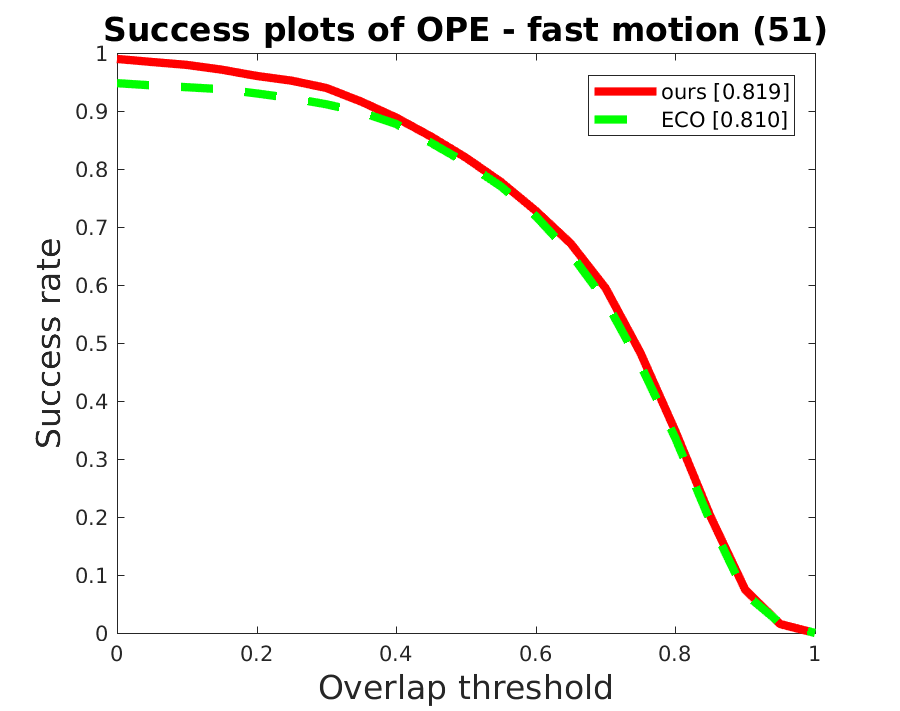 Success plots of OPE - fast motion (51)
ours [0.819]
ECO [0.810]
Success rate
1
0.9
0.8
0.7
0.6
0.5
0.4
0.3
0.2
0.1
0
0 0.2 0.4 0.6 0.8 1
Overlap threshold